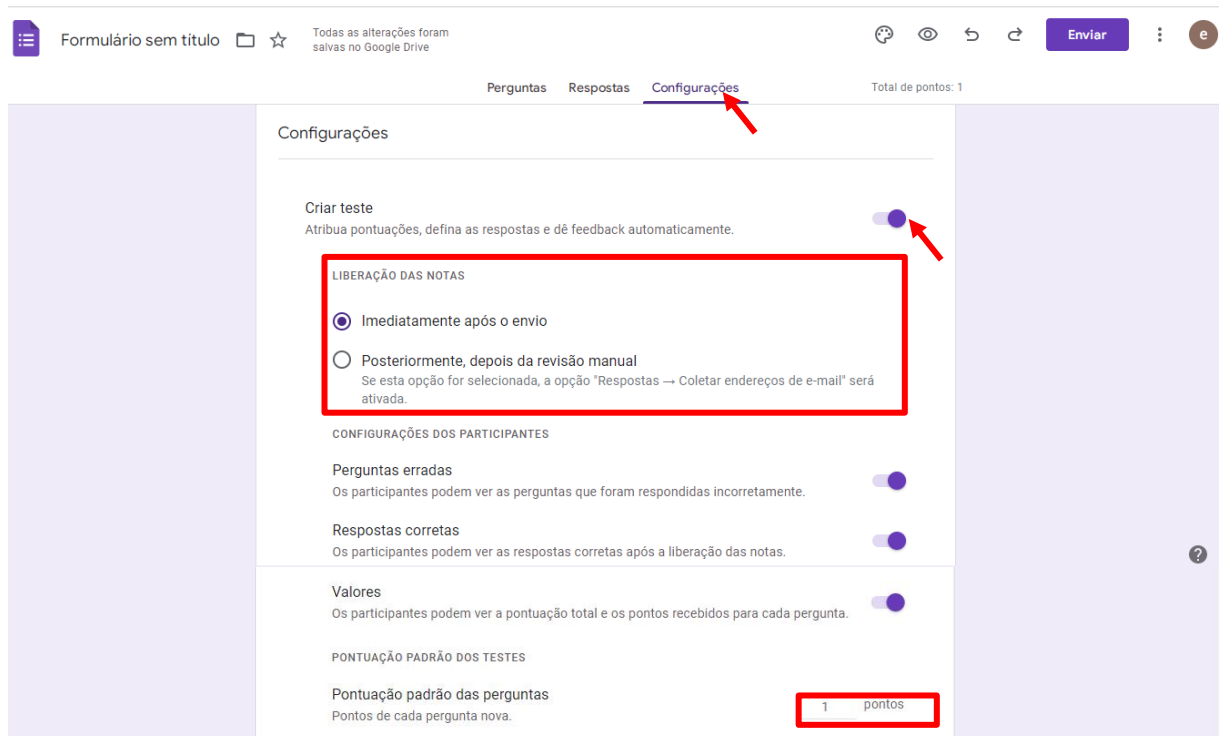 Formulário sem título
Todas as alterações foram
salvas no Google Drive
Enviar
e
Perguntas Respostas Configurações
Total de pontos: 1
Configurações
Criar teste
Atribua pontuações, defina as respostas e dê feedback automaticamente.
LIBERAÇÃO DAS NOTAS
Imediatamente após o envio
Posteriormente, depois da revisão manual
Se esta opção for selecionada, a opção "Respostas → Coletar endereços de e-mail" será
ativada.
CONFIGURAÇÕES DOS PARTICIPANTES
Perguntas erradas
Os participantes podem ver as perguntas que foram respondidas incorretamente.
Respostas corretas
Os participantes podem ver as respostas corretas após a liberação das notas.
Valores
Os participantes podem ver a pontuação total e os pontos recebidos para cada pergunta.
PONTUAÇÃO PADRÃO DOS TESTES
Pontuação padrão das perguntas
1 pontos
Pontos de cada pergunta nova.